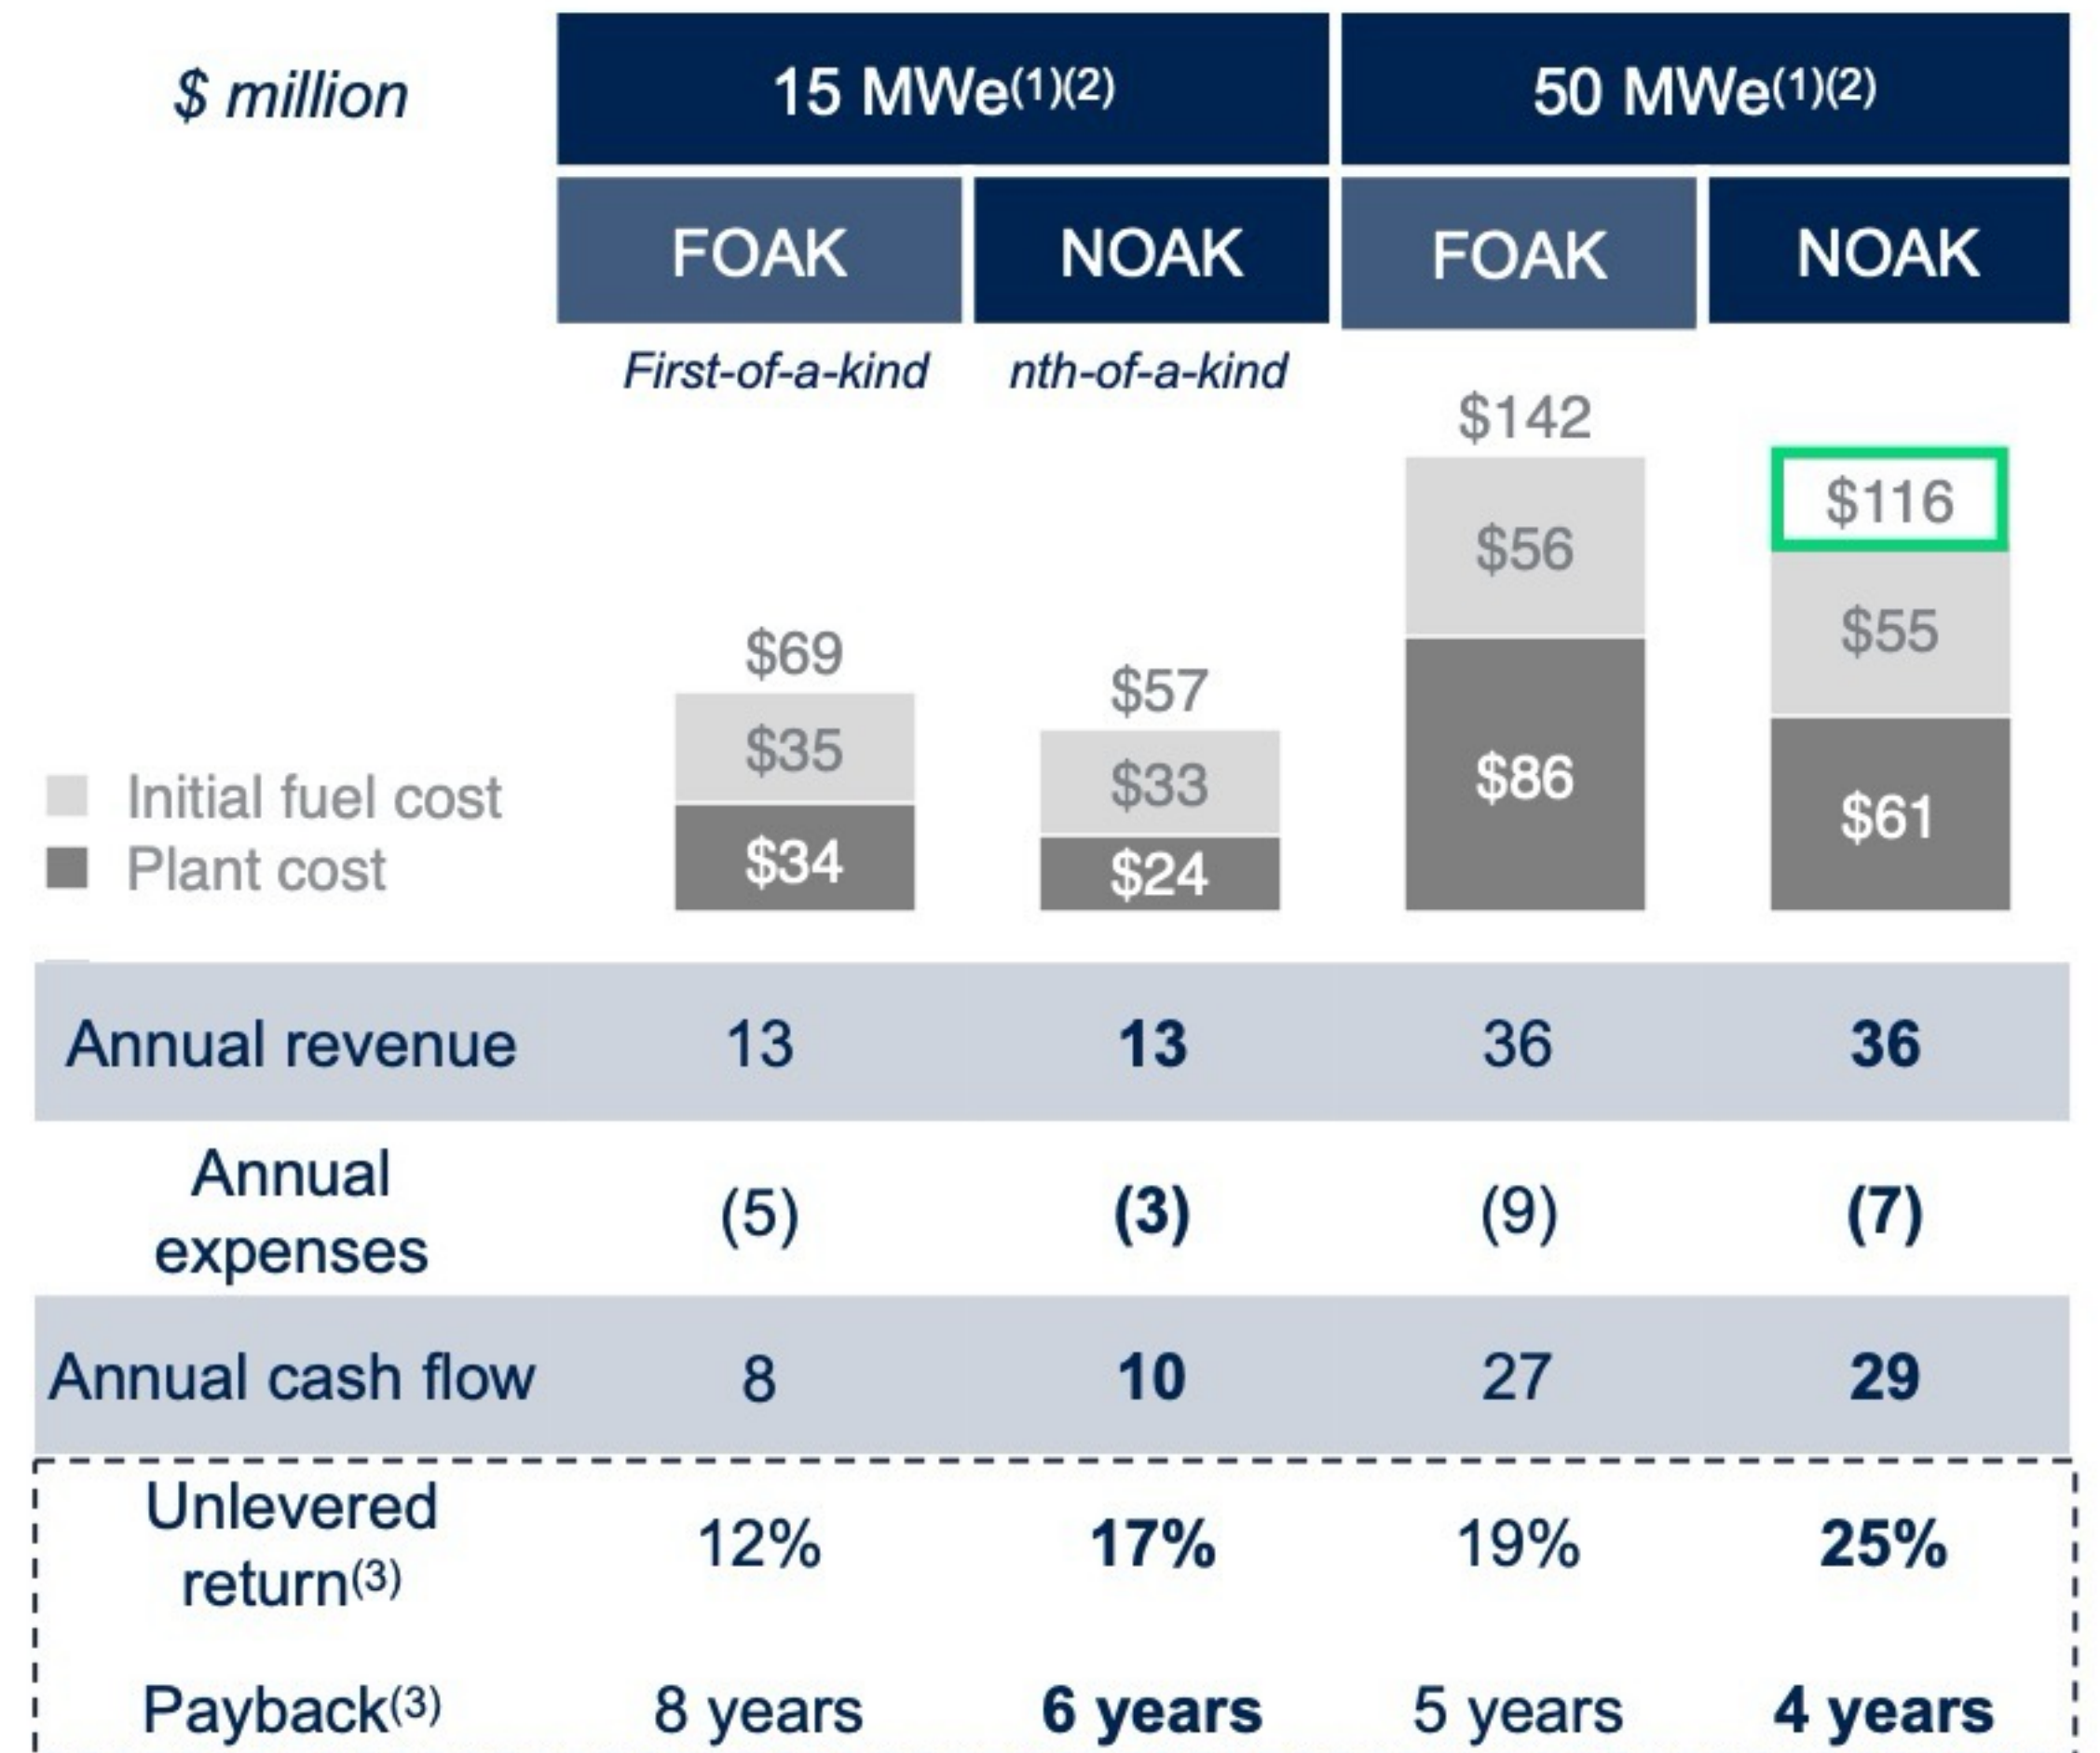 $ million
15 MWe(1)(2)
50 MWe(1)(2)
FOAK
NOAK
FOAK
NOAK
First-of-a-kind
nth-of-a-kind
$142
$116
$56
$55
$69
$57
$35
$33
$86
$61
Initial fuel cost
Plant cost
$34
$24
Annual revenue 13 13 36 36
Annual
expenses
(5) (3) (9) (7)
Annual cash flow 8 10 27 29
Unlevered
return(3)
12% 17% 19% 25%
Payback(3) 8 years 6 years 5 years 4 years